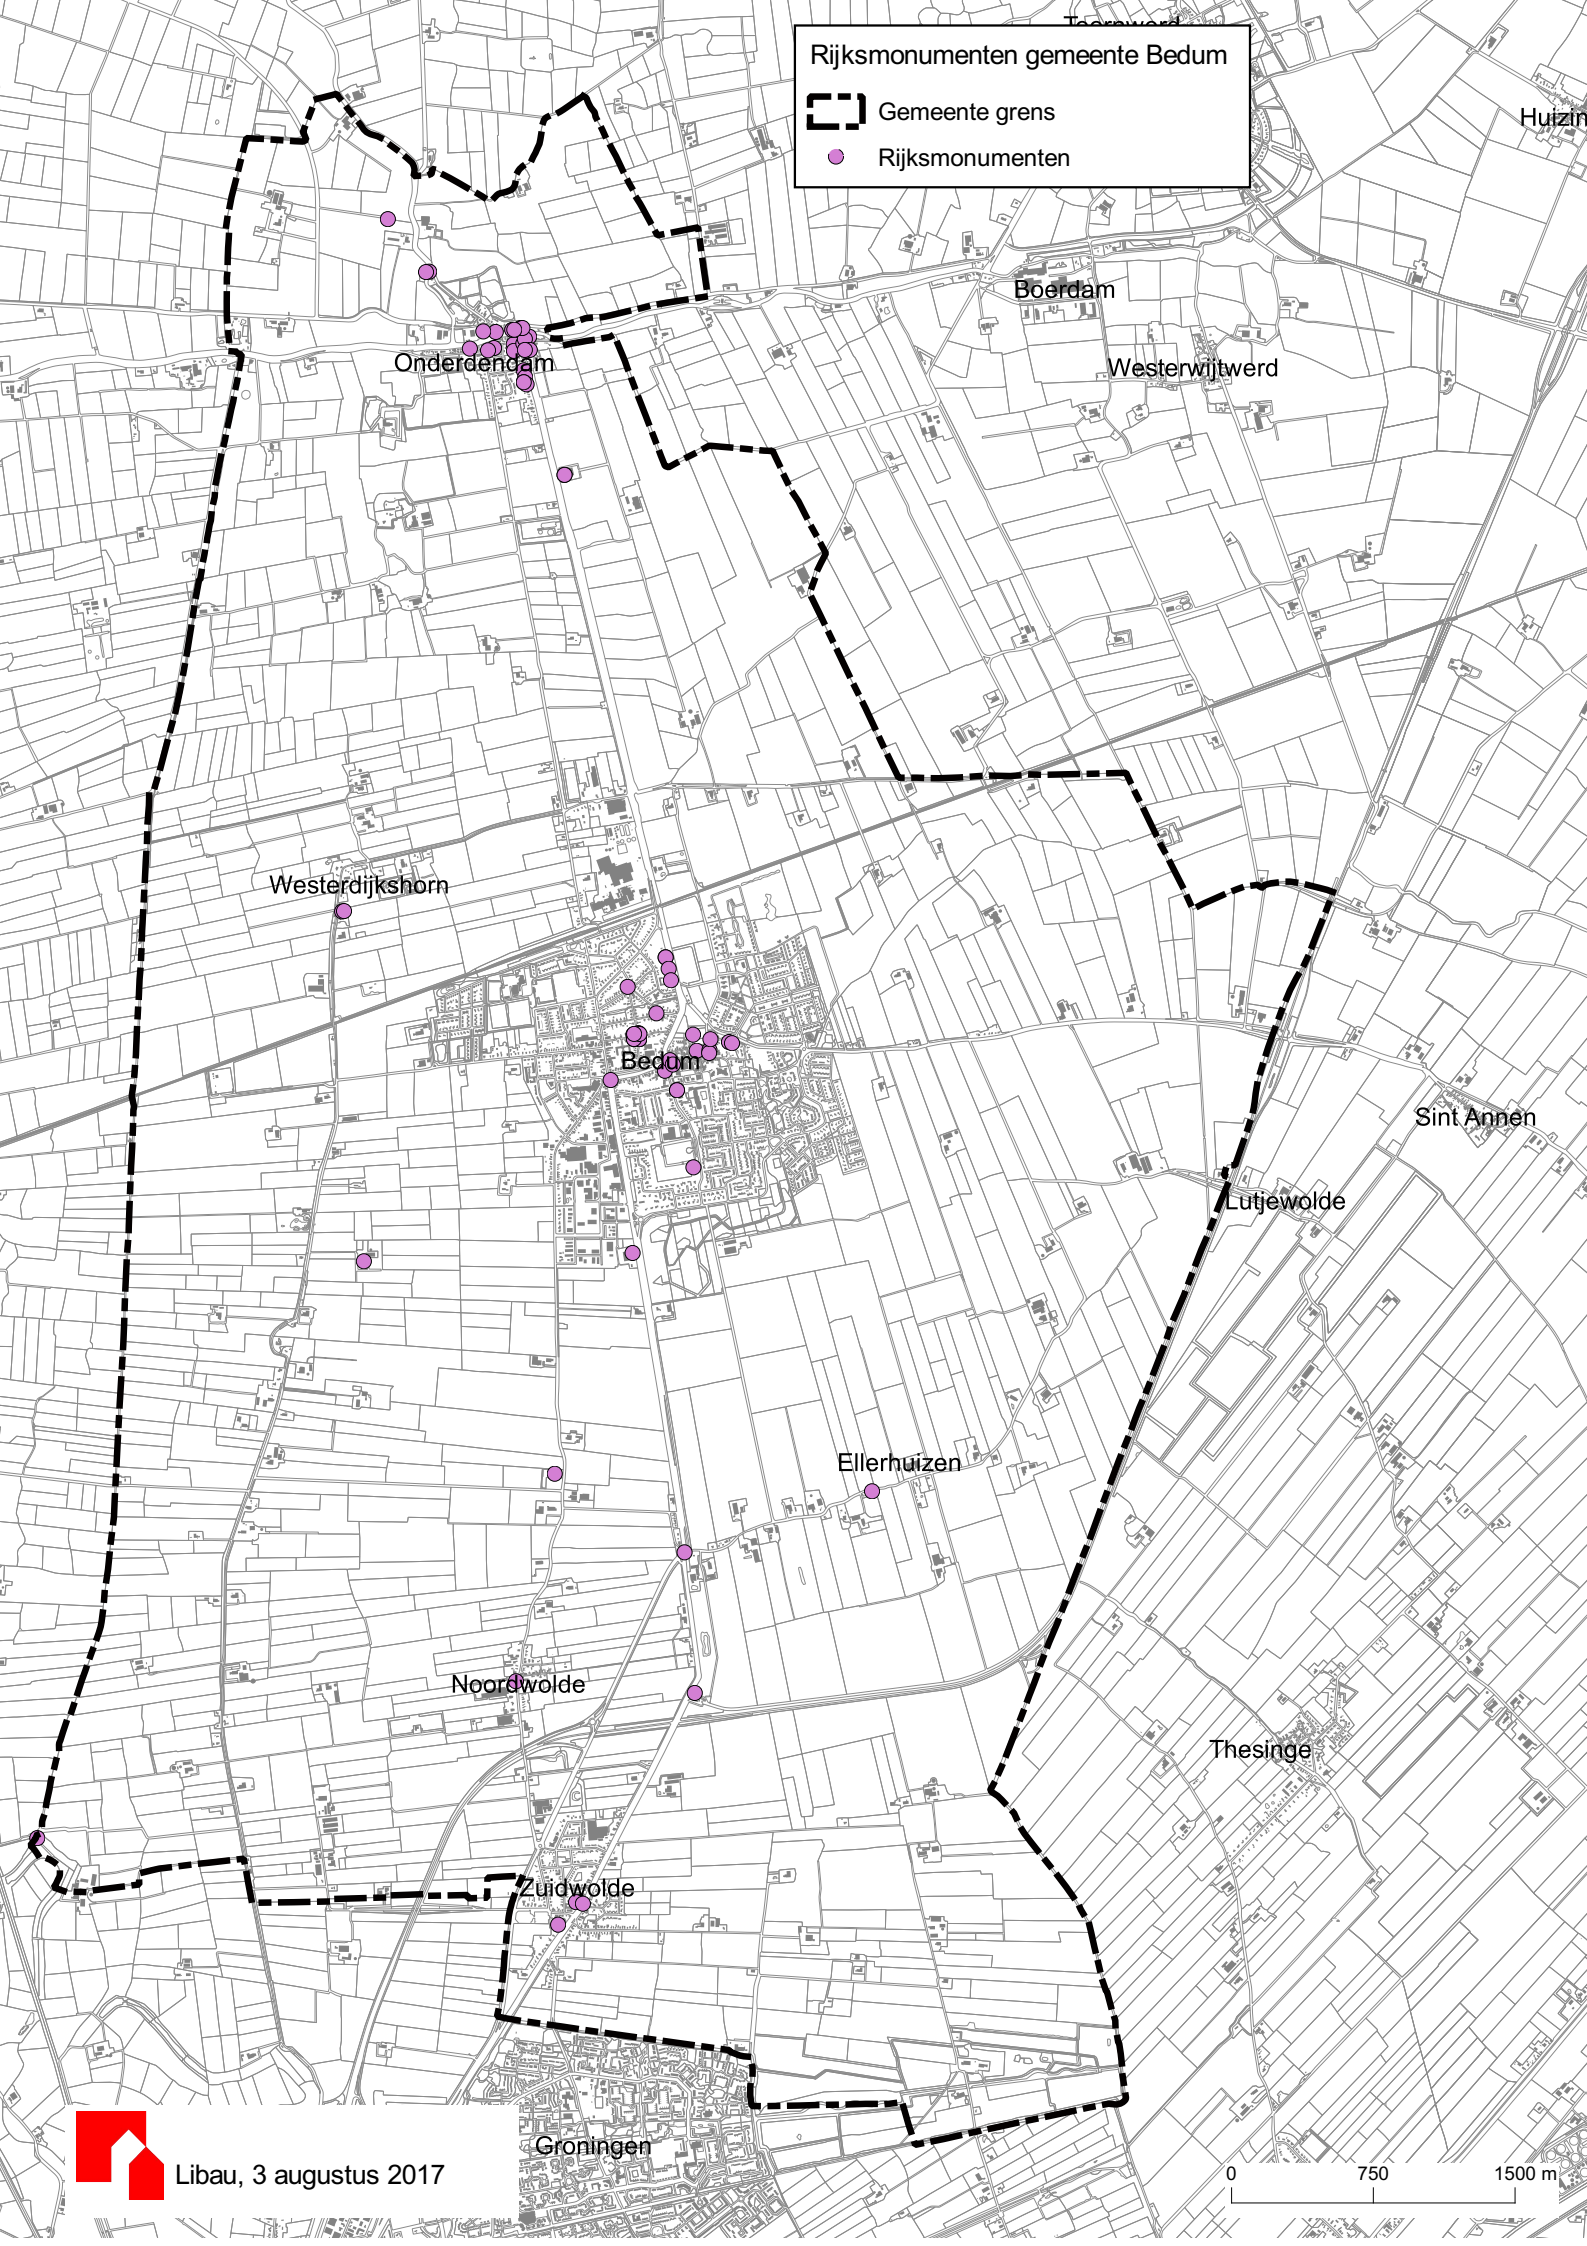 Rijksmonumenten gemeente Bedum
Gemeente grens
Rijksmonumenten
Boerdam
Onderdendam
Westerwijtwerd
Westerdijkshorn
Bedum
Sint Annen
Lutjewolde
Ellerhuizen
Noordwolde
Thesinge
Zuidwolde
Groningen
Libau, 3 augustus 2017
0 750 1500 m